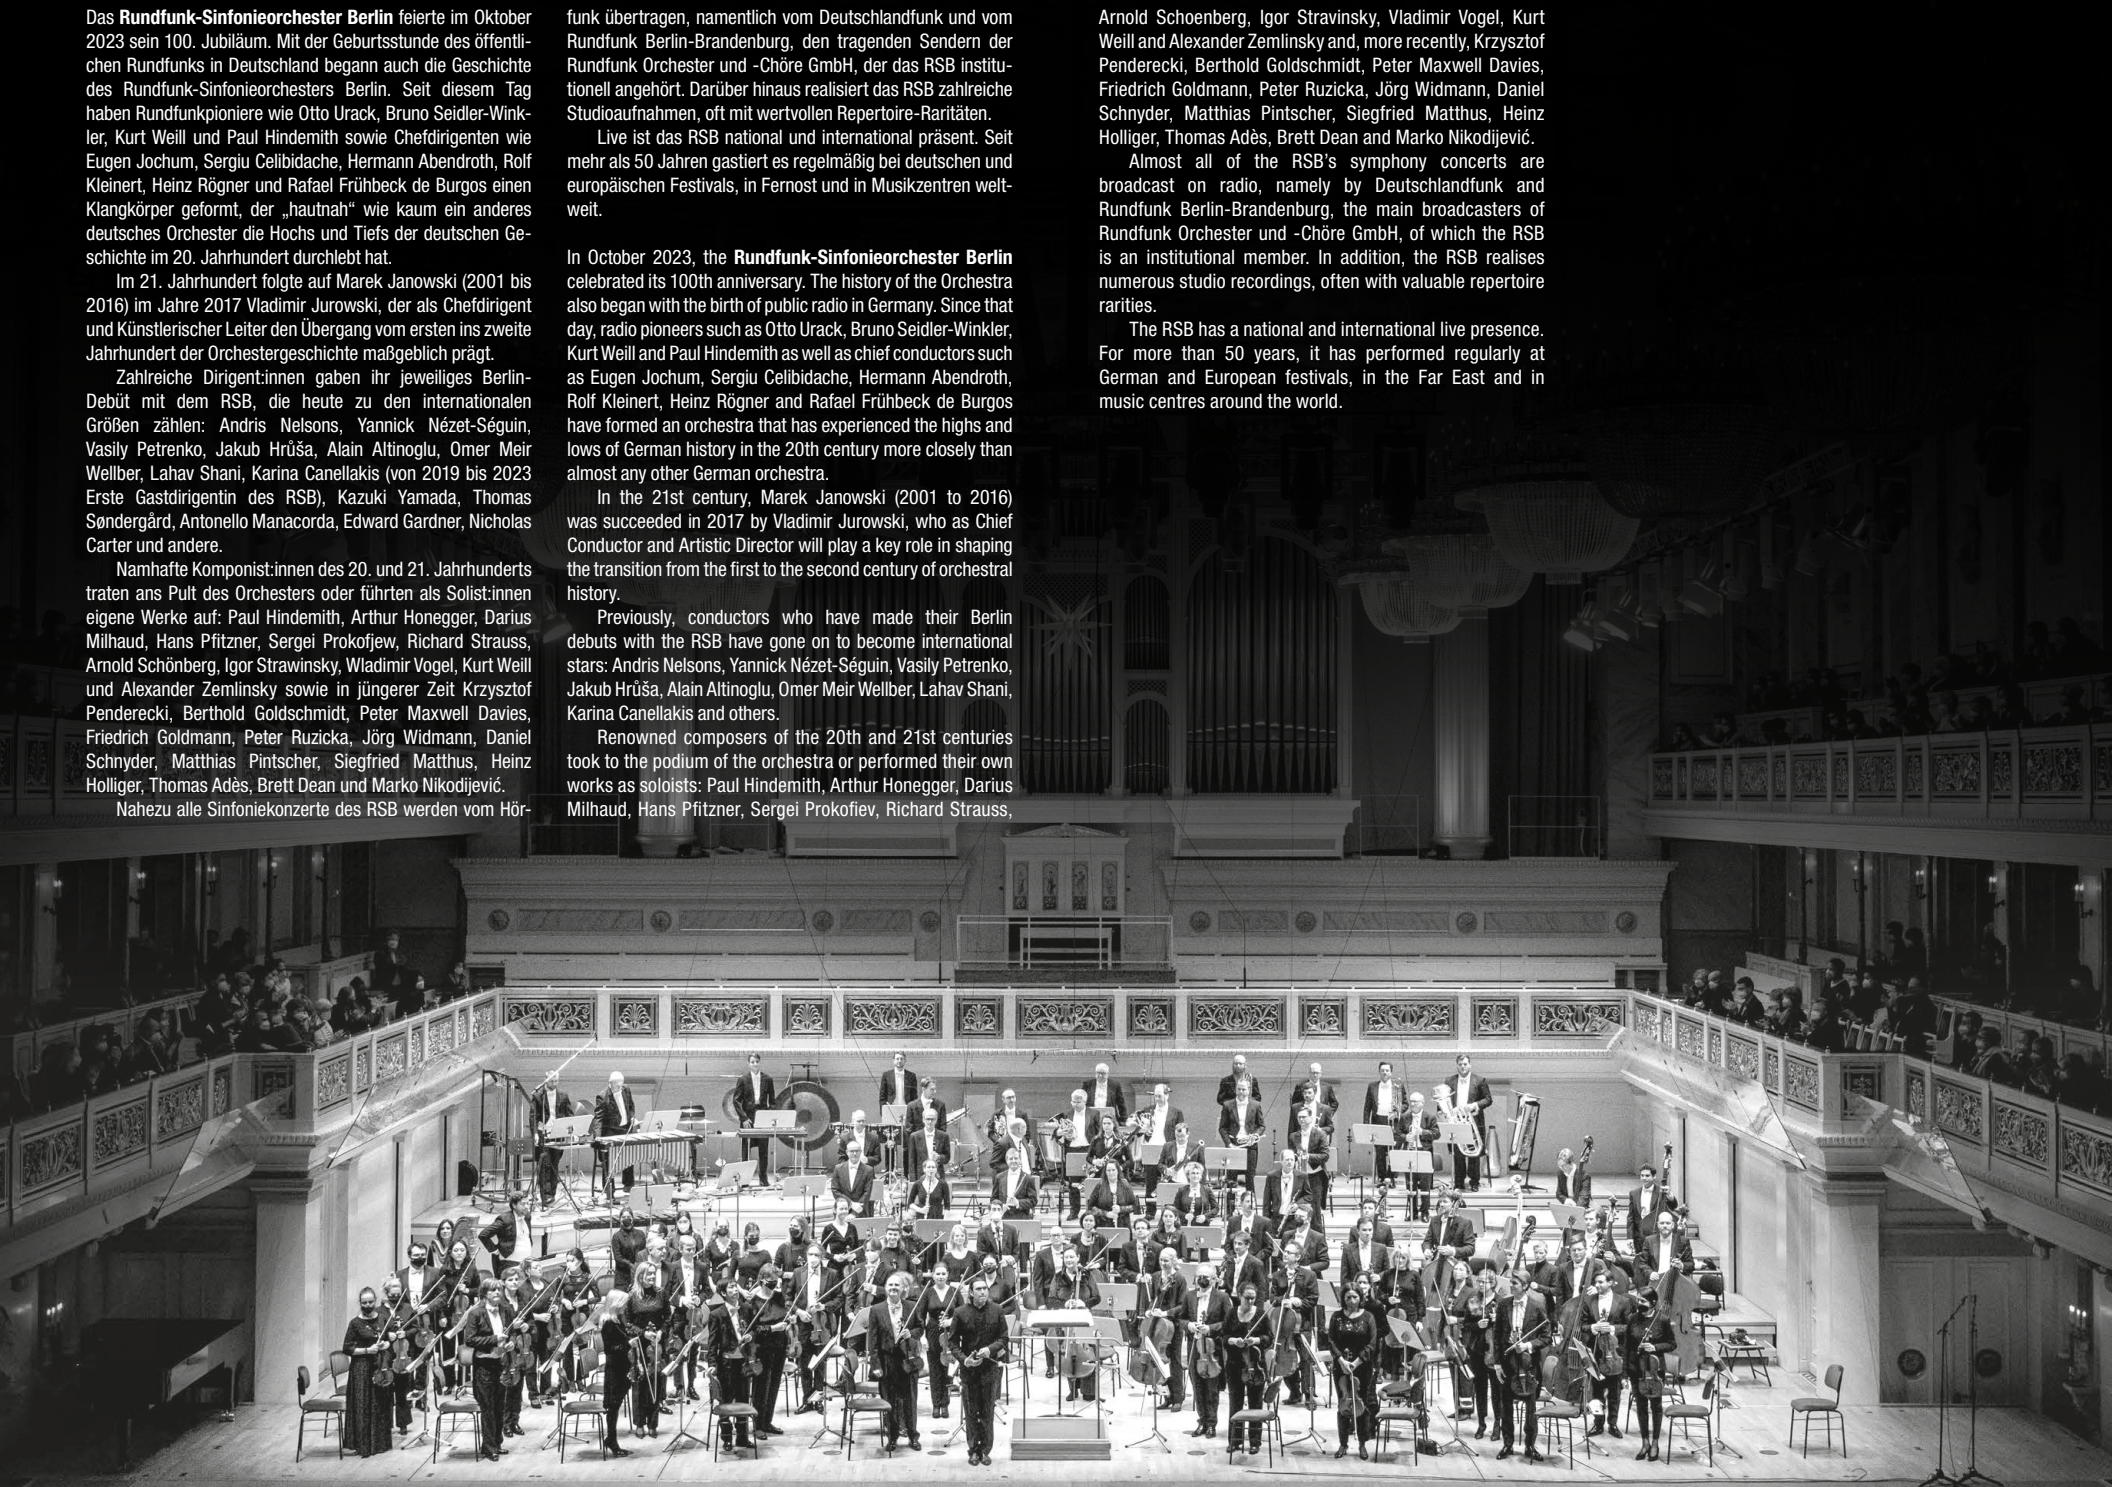 Das Rundfunk-Sinfonieorchester Berlin feierte im Oktober
2023 sein 100. Jubiläum. Mit der Geburtsstunde des öffentli-
chen Rundfunks in Deutschland begann auch die Geschichte
des Rundfunk-Sinfonieorchesters Berlin. Seit diesem Tag
haben Rundfunkpioniere wie Otto Urack, Bruno Seidler-Wink-
ler, Kurt Weill und Paul Hindemith sowie Chefdirigenten wie
Eugen Jochum, Sergiu Celibidache, Hermann Abendroth, Rolf
Kleinert, Heinz Rögner und Rafael Frühbeck de Burgos einen
Klangkörper geformt, der „hautnah“ wie kaum ein anderes
deutsches Orchester die Hochs und Tiefs der deutschen Ge-
schichte im 20. Jahrhundert durchlebt hat.
Im 21. Jahrhundert folgte auf Marek Janowski (2001 bis
2016) im Jahre 2017 Vladimir Jurowski, der als Chefdirigent
und Künstlerischer Leiter den Übergang vom ersten ins zweite
Jahrhundert der Orchestergeschichte maßgeblich prägt.
Zahlreiche Dirigent:innen gaben ihr jeweiliges Berlin-
Debüt mit dem RSB, die heute zu den internationalen
Größen zählen: Andris Nelsons, Yannick Nézet-Séguin,
Vasily Petrenko, Jakub Hrůša, Alain Altinoglu, Omer Meir
Wellber, Lahav Shani, Karina Canellakis (von 2019 bis 2023
Erste Gastdirigentin des RSB), Kazuki Yamada, Thomas
Søndergård, Antonello Manacorda, Edward Gardner, Nicholas
Carter und andere.
Namhafte Komponist:innen des 20. und 21. Jahrhunderts
traten ans Pult des Orchesters oder führten als Solist:innen
eigene Werke auf: Paul Hindemith, Arthur Honegger, Darius
Milhaud, Hans Pfitzner, Sergei Prokofjew, Richard Strauss,
Arnold Schönberg, Igor Strawinsky, Wladimir Vogel, Kurt Weill
und Alexander Zemlinsky sowie in jüngerer Zeit Krzysztof
Penderecki, Berthold Goldschmidt, Peter Maxwell Davies,
Friedrich Goldmann, Peter Ruzicka, Jörg Widmann, Daniel
Schnyder, Matthias Pintscher, Siegfried Matthus, Heinz
Holliger, Thomas Adès, Brett Dean und Marko Nikodijević.
Nahezu alle Sinfoniekonzerte des RSB werden vom Hör-
funk übertragen, namentlich vom Deutschlandfunk und vom
Rundfunk Berlin-Brandenburg, den tragenden Sendern der
Rundfunk Orchester und -Chöre GmbH, der das RSB institu-
tionell angehört. Darüber hinaus realisiert das RSB zahlreiche
Studioaufnahmen, oft mit wertvollen Repertoire-Raritäten.
Live ist das RSB national und international präsent. Seit
mehr als 50 Jahren gastiert es regelmäßig bei deutschen und
europäischen Festivals, in Fernost und in Musikzentren welt-
weit.
In October 2023, the Rundfunk-Sinfonieorchester Berlin
celebrated its 100th anniversary. The history of the Orchestra
also began with the birth of public radio in Germany. Since that
day, radio pioneers such as Otto Urack, Bruno Seidler-Winkler,
Kurt Weill and Paul Hindemith as well as chief conductors such
as Eugen Jochum, Sergiu Celibidache, Hermann Abendroth,
Rolf Kleinert, Heinz Rögner and Rafael Frühbeck de Burgos
have formed an orchestra that has experienced the highs and
lows of German history in the 20th century more closely than
almost any other German orchestra.
In the 21st century, Marek Janowski (2001 to 2016)
was succeeded in 2017 by Vladimir Jurowski, who as Chief
Conductor and Artistic Director will play a key role in shaping
the transition from the first to the second century of orchestral
history.
Previously, conductors who have made their Berlin
debuts with the RSB have gone on to become international
stars: Andris Nelsons, Yannick Nézet-Séguin, Vasily Petrenko,
Jakub Hrůša, Alain Altinoglu, Omer Meir Wellber, Lahav Shani,
Karina Canellakis and others.
Renowned composers of the 20th and 21st centuries
took to the podium of the orchestra or performed their own
works as soloists: Paul Hindemith, Arthur Honegger, Darius
Milhaud, Hans Pfitzner, Sergei Prokofiev, Richard Strauss,
Arnold Schoenberg, Igor Stravinsky, Vladimir Vogel, Kurt
Weill and Alexander Zemlinsky and, more recently, Krzysztof
Penderecki, Berthold Goldschmidt, Peter Maxwell Davies,
Friedrich Goldmann, Peter Ruzicka, Jörg Widmann, Daniel
Schnyder, Matthias Pintscher, Siegfried Matthus, Heinz
Holliger, Thomas Adès, Brett Dean and Marko Nikodijević.
Almost all of the RSB's symphony concerts are
broadcast on radio, namely by Deutschlandfunk and
Rundfunk Berlin-Brandenburg, the main broadcasters of
Rundfunk Orchester und -Chöre GmbH, of which the RSB
is an institutional member. In addition, the RSB realises
numerous studio recordings, often with valuable repertoire
rarities.
The RSB has a national and international live presence.
For more than 50 years, it has performed regularly at
German and European festivals, in the Far East and in
music centres around the world.